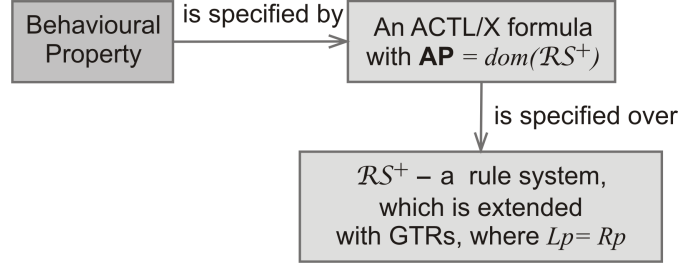 Behavioural
Property
is specified by
An ACTL/X formula
with AP = dom(ℛS⁺)
is specified over
ℛS⁺ – a rule system,
which is extended
with GTRs, where Lp= Rp